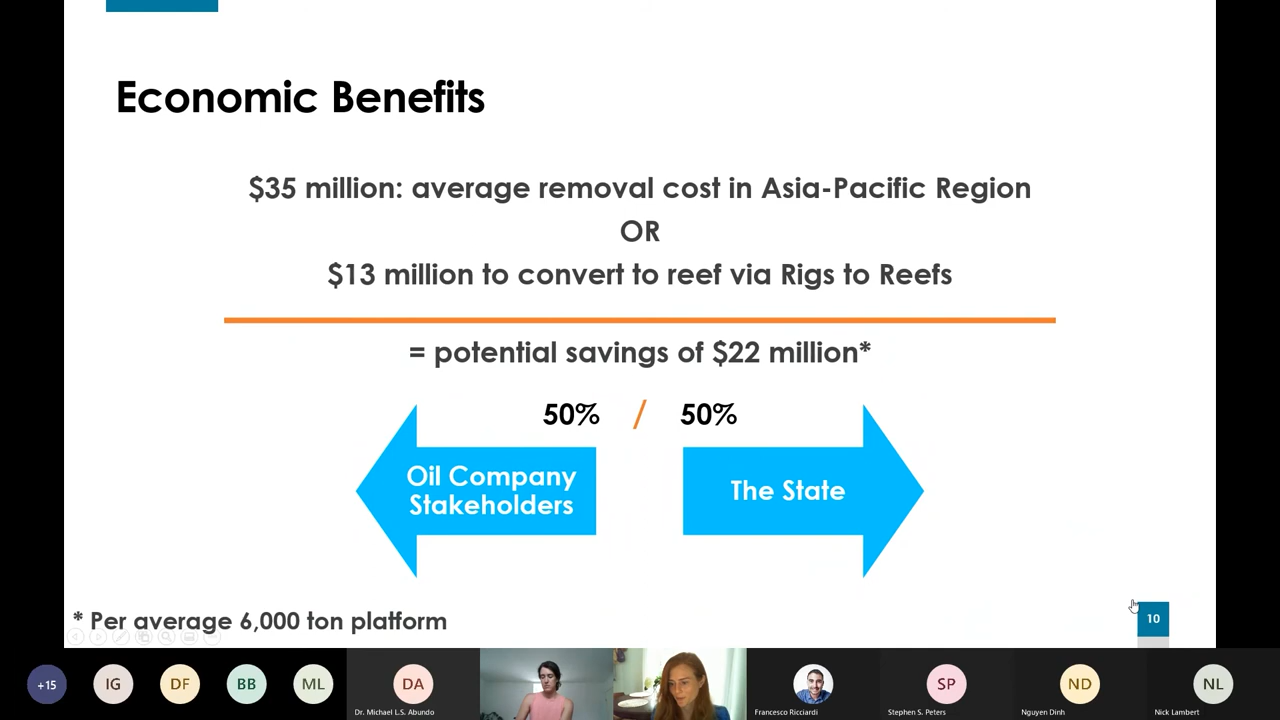 Economic Benefits
$35 million: average removal cost in Asia-Pacific Region
OR
$13 million to convert to reef via Rigs to Reefs
= potential savings of $22 million*
50% / 50%
Oil Company
Stakeholders
The State
* Per average 6,000 ton platform
10
+15
IG
DF
BB
ML
DA
Dr. Michael L.S. Abundo
Francesco Ricciardi
SP
Stephen S. Peters
ND
Nguyen Dinh
NL
Nick Lambert